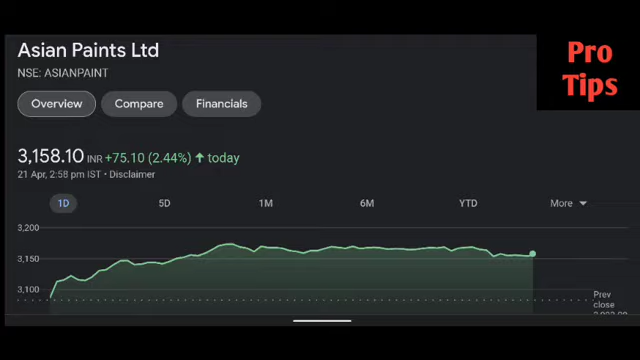 Asian Paints Ltd
NSE: ASIANPAINT
Pro
Tips
Overview
Compare
Financials
3,158.10 INR +75.10 (2.44%) ↑ today
21 Apr, 2:58 pm IST • Disclaimer
1D
5D
1M
6M
YTD
More
3,200
3,150
3,100
Prev
close